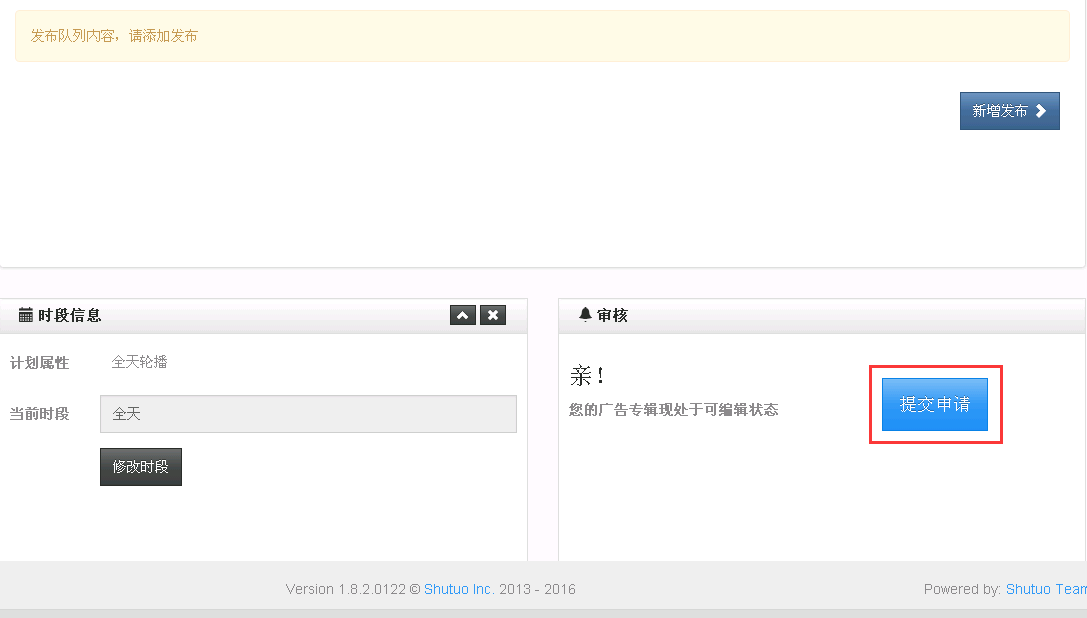 发布队列内容，请添加发布
新增发布
时段信息
计划属性 全天轮播
当前时段 全天
修改时段
审核
亲！
您的广告专辑现处于可编辑状态
提交申请
Version 1.8.2.0122 © Shutuo Inc. 2013 - 2016
Powered by: Shutuo Team